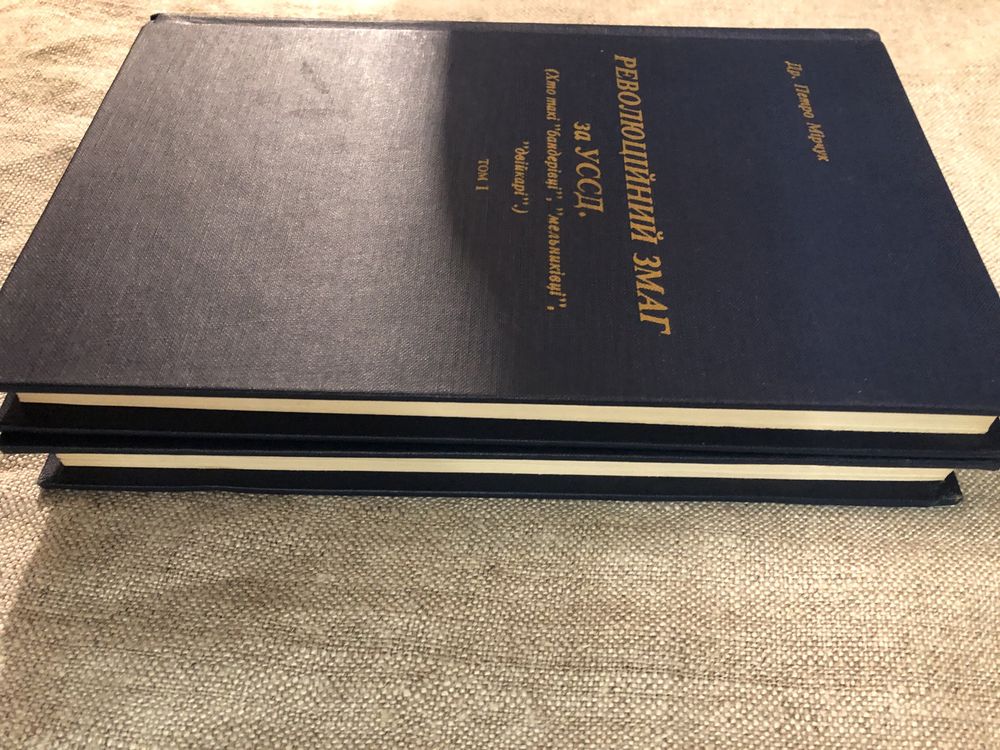 Др. Петро Мірчук
РЕВОЛЮЦІЙНИЙ ЗМАГ
за УССД.
(Хто такі "бандерівці", "мельниківці",
"двійкарі".)
ТОМ I